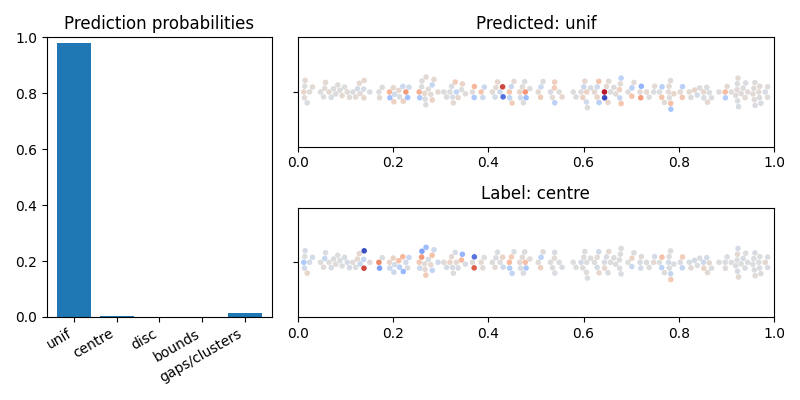 Prediction probabilities
1.0
0.8
0.6
0.4
0.2
0.0
unif
centre
disc
bounds
gaps/clusters
Predicted: unif
0.0 0.2 0.4 0.6 0.8 1.0
Label: centre
0.0 0.2 0.4 0.6 0.8 1.0